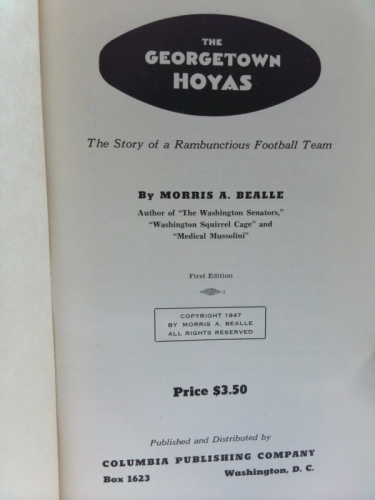 THE
GEORGETOWN
HOYAS
The Story of a Rambunctious Football Team
By MORRIS A. BEALLE
Author of "The Washington Senators,"
"Washington Squirrel Cage" and
"Medical Mussolini"
First Edition
COPYRIGHT 1947
BY MORRIS A. BEALLE
ALL RIGHTS RESERVED
Price $3.50
Published and Distributed by
COLUMBIA PUBLISHING COMPANY
Box 1623 Washington, D. C.